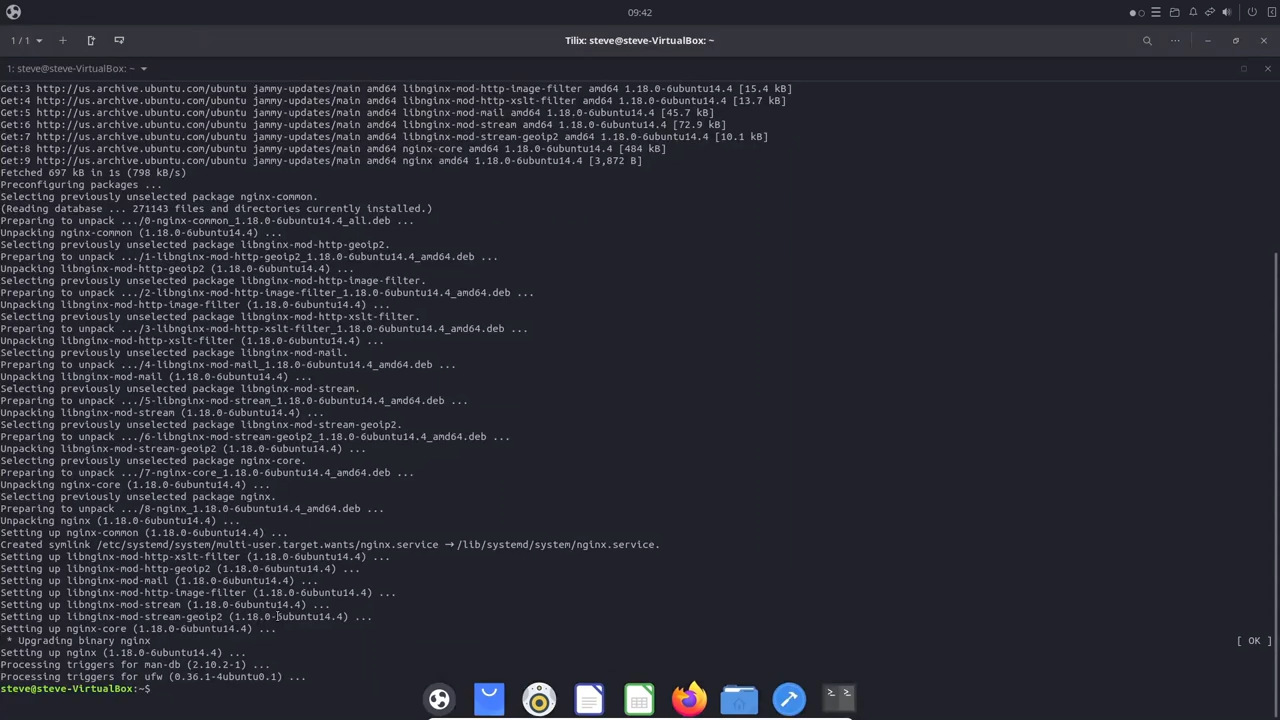 09:42
1 / 1
Tilix: steve@steve-VirtualBox: ~
1: steve@steve-VirtualBox: ~
Get:3 http://us.archive.ubuntu.com/ubuntu jammy-updates/main amd64 libnginx-mod-http-image-filter amd64 1.18.0-6ubuntu14.4 [15.4 kB]
Get:4 http://us.archive.ubuntu.com/ubuntu jammy-updates/main amd64 libnginx-mod-http-xslt-filter amd64 1.18.0-6ubuntu14.4 [13.7 kB]
Get:5 http://us.archive.ubuntu.com/ubuntu jammy-updates/main amd64 libnginx-mod-mail amd64 1.18.0-6ubuntu14.4 [45.7 kB]
Get:6 http://us.archive.ubuntu.com/ubuntu jammy-updates/main amd64 libnginx-mod-stream amd64 1.18.0-6ubuntu14.4 [72.9 kB]
Get:7 http://us.archive.ubuntu.com/ubuntu jammy-updates/main amd64 libnginx-mod-stream-geoip2 amd64 1.18.0-6ubuntu14.4 [10.1 kB]
Get:8 http://us.archive.ubuntu.com/ubuntu jammy-updates/main amd64 nginx-core amd64 1.18.0-6ubuntu14.4 [484 kB]
Get:9 http://us.archive.ubuntu.com/ubuntu jammy-updates/main amd64 nginx amd64 1.18.0-6ubuntu14.4 [3,872 B]
Fetched 697 kB in 1s (798 kB/s)
Preconfiguring packages ...
Selecting previously unselected package nginx-common.
(Reading database ... 271143 files and directories currently installed.)
Preparing to unpack .../0-nginx-common_1.18.0-6ubuntu14.4_all.deb ...
Unpacking nginx-common (1.18.0-6ubuntu14.4) ...
Selecting previously unselected package libnginx-mod-http-geoip2.
Preparing to unpack .../1-libnginx-mod-http-geoip2_1.18.0-6ubuntu14.4_amd64.deb ...
Unpacking libnginx-mod-http-geoip2 (1.18.0-6ubuntu14.4) ...
Selecting previously unselected package libnginx-mod-http-image-filter.
Preparing to unpack .../2-libnginx-mod-http-image-filter_1.18.0-6ubuntu14.4_amd64.deb ...
Unpacking libnginx-mod-http-image-filter (1.18.0-6ubuntu14.4) ...
Selecting previously unselected package libnginx-mod-http-xslt-filter.
Preparing to unpack .../3-libnginx-mod-http-xslt-filter_1.18.0-6ubuntu14.4_amd64.deb ...
Unpacking libnginx-mod-http-xslt-filter (1.18.0-6ubuntu14.4) ...
Selecting previously unselected package libnginx-mod-mail.
Preparing to unpack .../4-libnginx-mod-mail_1.18.0-6ubuntu14.4_amd64.deb ...
Unpacking libnginx-mod-mail (1.18.0-6ubuntu14.4) ...
Selecting previously unselected package libnginx-mod-stream.
Preparing to unpack .../5-libnginx-mod-stream_1.18.0-6ubuntu14.4_amd64.deb ...
Unpacking libnginx-mod-stream (1.18.0-6ubuntu14.4) ...
Selecting previously unselected package libnginx-mod-stream-geoip2.
Preparing to unpack .../6-libnginx-mod-stream-geoip2_1.18.0-6ubuntu14.4_amd64.deb ...
Unpacking libnginx-mod-stream-geoip2 (1.18.0-6ubuntu14.4) ...
Selecting previously unselected package nginx-core.
Preparing to unpack .../7-nginx-core_1.18.0-6ubuntu14.4_amd64.deb ...
Unpacking nginx-core (1.18.0-6ubuntu14.4) ...
Selecting previously unselected package nginx.
Preparing to unpack .../8-nginx_1.18.0-6ubuntu14.4_amd64.deb ...
Unpacking nginx (1.18.0-6ubuntu14.4) ...
Setting up nginx-common (1.18.0-6ubuntu14.4) ...
Created symlink /etc/systemd/system/multi-user.target.wants/nginx.service → /lib/systemd/system/nginx.service.
Setting up libnginx-mod-http-xslt-filter (1.18.0-6ubuntu14.4) ...
Setting up libnginx-mod-http-geoip2 (1.18.0-6ubuntu14.4) ...
Setting up libnginx-mod-mail (1.18.0-6ubuntu14.4) ...
Setting up libnginx-mod-http-image-filter (1.18.0-6ubuntu14.4) ...
Setting up libnginx-mod-stream (1.18.0-6ubuntu14.4) ...
Setting up libnginx-mod-stream-geoip2 (1.18.0-6ubuntu14.4) ...
Setting up nginx-core (1.18.0-6ubuntu14.4) ...
 * Upgrading binary nginx [ OK ]
Setting up nginx (1.18.0-6ubuntu14.4) ...
Processing triggers for man-db (2.10.2-1) ...
Processing triggers for ufw (0.36.1-4ubuntu0.1) ...
steve@steve-VirtualBox:~$